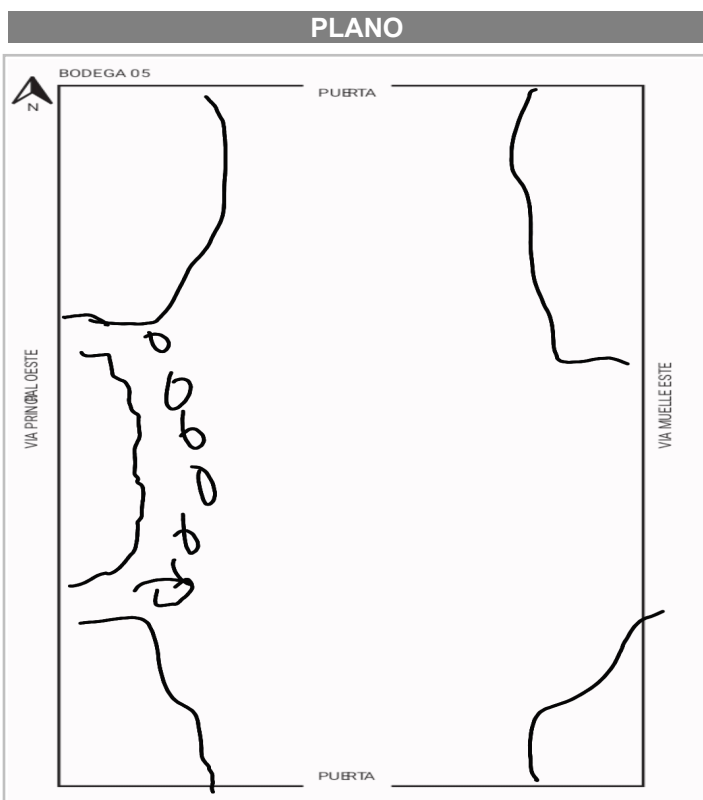 PLANO
BODEGA 05
N
PUERTA
VIA PRINCIPAL OESTE
VIA MUELLE ESTE
PUERTA